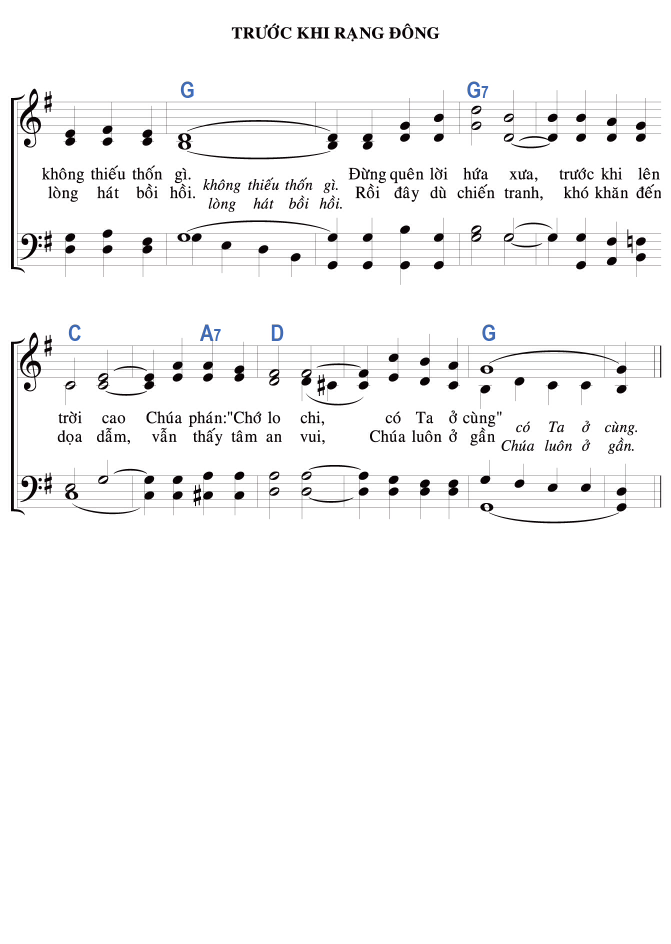 TRƯỚC KHI RẠNG ĐÔNG
G G7
không thiếu thốn gì. không thiếu thốn gì. Đừng quên lời hứa xưa, trước khi lên
lòng hát bồi hồi. lòng hát bồi hồi. Rồi đây dù chiến tranh, khó khăn đến
C A7 D G
trời cao Chúa phán:"Chớ lo chi, có Ta ở cùng" có Ta ở cùng.
dọa dẫm, vẫn thấy tâm an vui, Chúa luôn ở gần Chúa luôn ở gần.